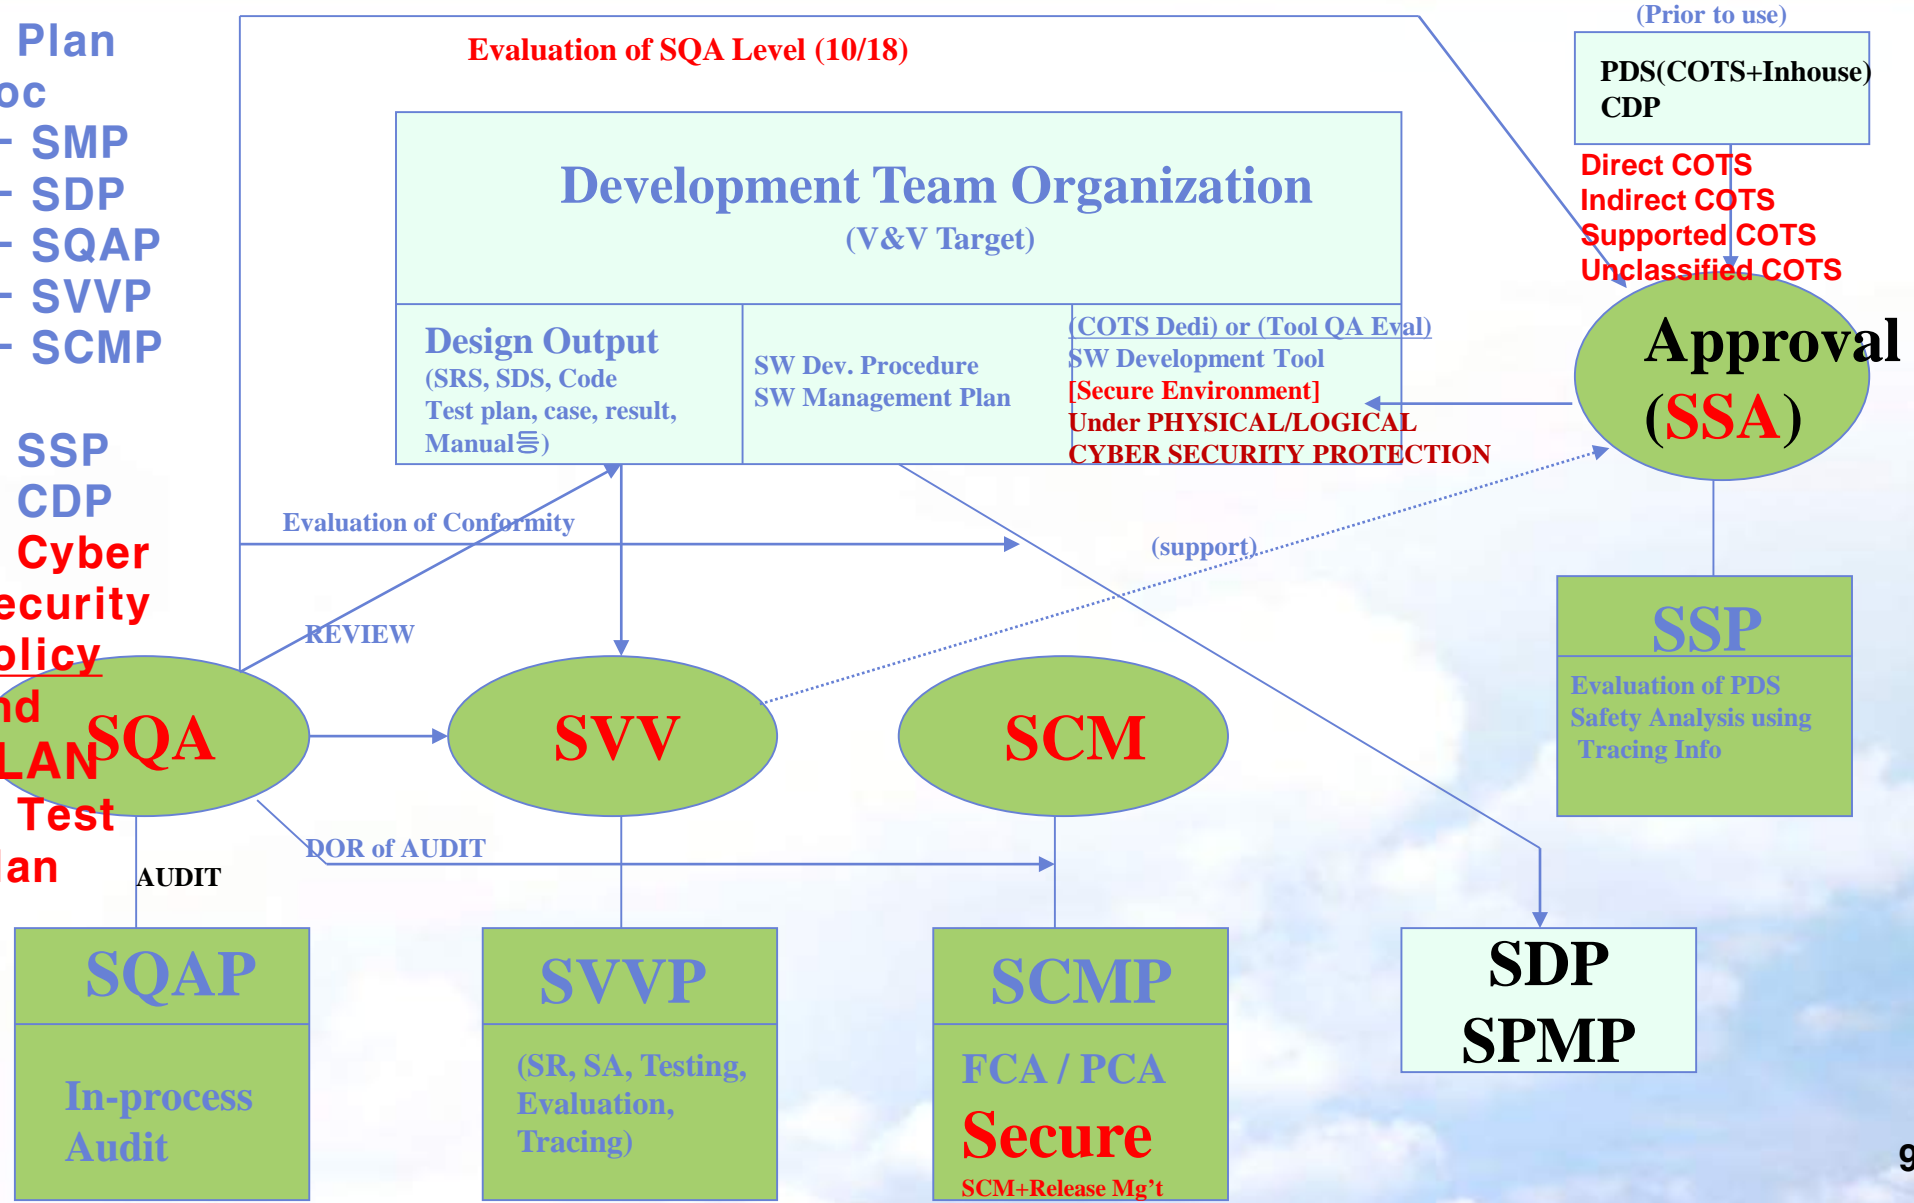 Plan
oc
- SMP
- SDP
- SQAP
- SVVP
- SCMP
SSP
CDP
Cyber
ecurity
olicy
nd
LAN
Test
lan
Evaluation of SQA Level (10/18)
(Prior to use)
PDS(COTS+Inhouse)
CDP
Direct COTS
Indirect COTS
Supported COTS
Unclassified COTS
Development Team Organization
(V&V Target)
Design Output
(SRS, SDS, Code
Test plan, case, result,
Manual등)
SW Dev. Procedure
SW Management Plan
(COTS Dedi) or (Tool QA Eval)
SW Development Tool
[Secure Environment]
Under PHYSICAL/LOGICAL
CYBER SECURITY PROTECTION
Approval
(SSA)
Evaluation of Conformity
(support)
REVIEW
SSP
Evaluation of PDS
Safety Analysis using
Tracing Info
SQA
SVV
SCM
DOR of AUDIT
AUDIT
SQAP
In-process
Audit
SVVP
(SR, SA, Testing,
Evaluation,
Tracing)
SCMP
FCA / PCA
Secure
SCM+Release Mg't
SDP
SPMP
9